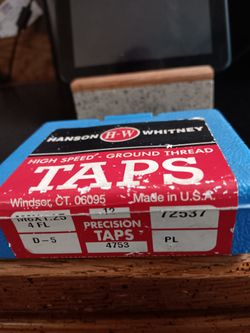 HANSON H-W WHITNEY
HIGH SPEED - GROUND THREAD
TAPS
Windsor, CT. 06095 Made in U.S.A.
12 72537
4 FL PRECISION
D-5 TAPS PL
4753